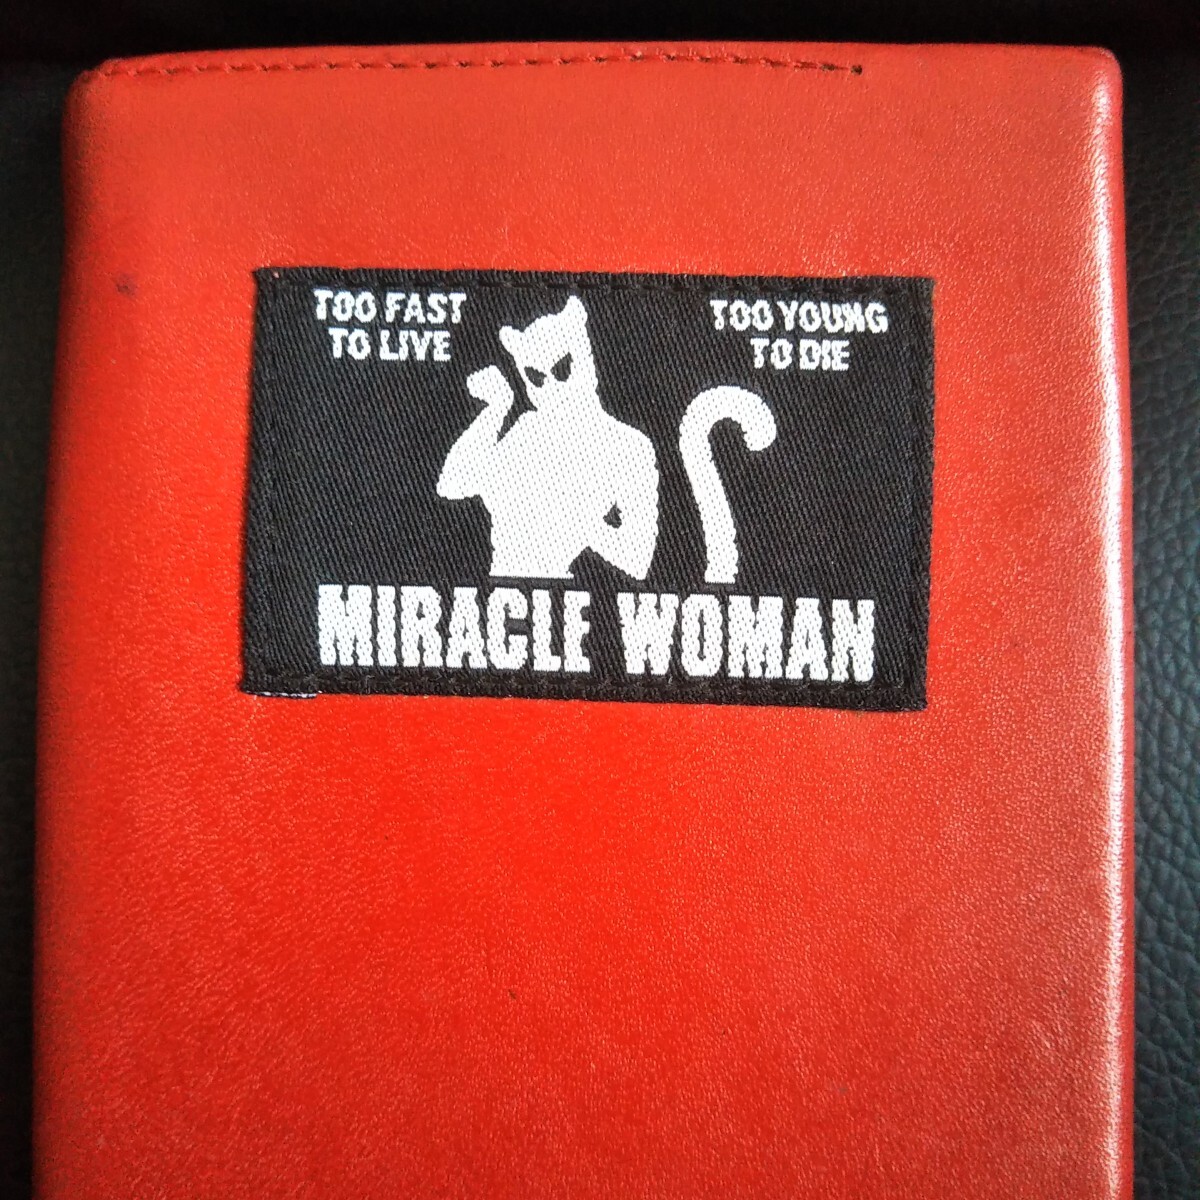 TOO FAST
TO LIVE
TOO YOUNG
TO DIE
MIRACLE WOMAN